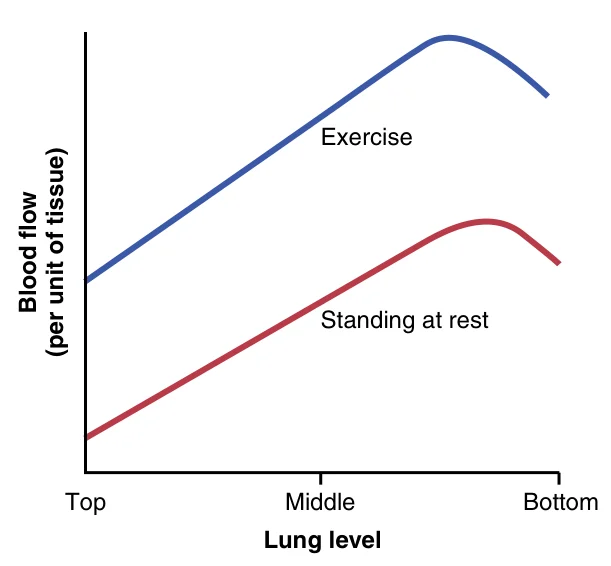 Blood flow
(per unit of tissue)
Exercise
Standing at rest
Top
Middle
Bottom
Lung level